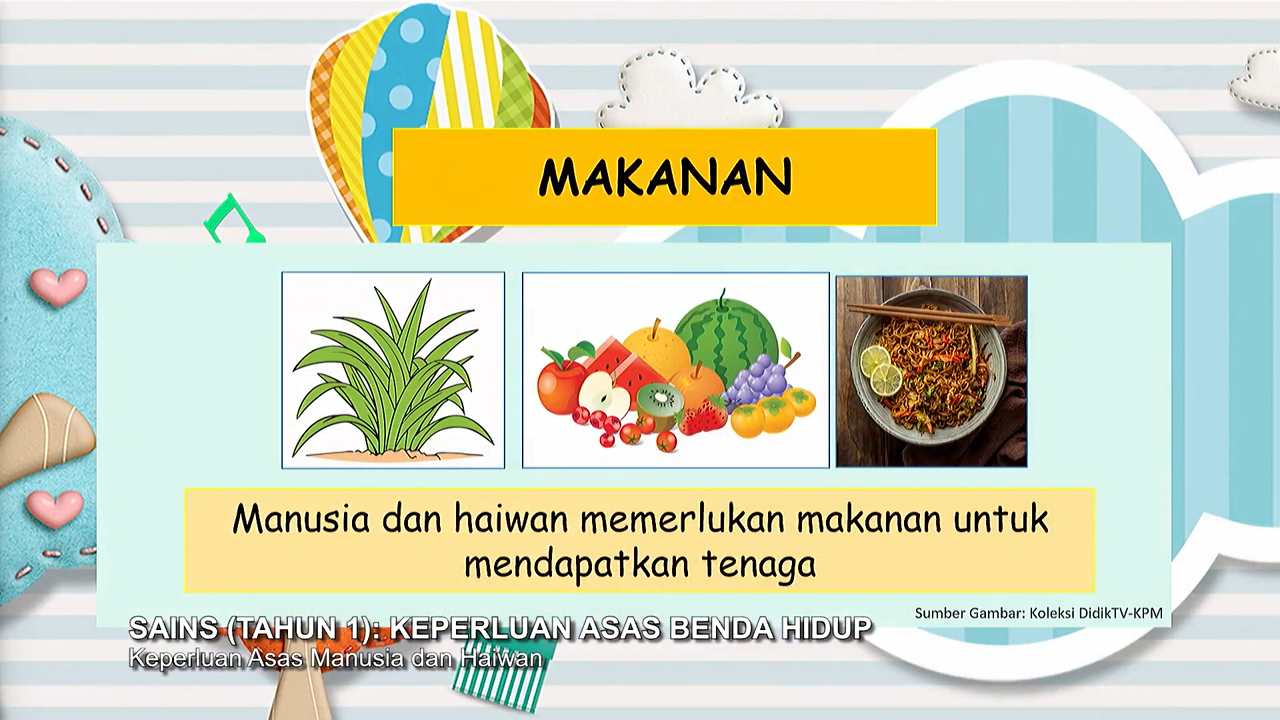 MAKANAN
Manusia dan haiwan memerlukan makanan untuk
mendapatkan tenaga
Sumber Gambar: Koleksi DidikTV-KPM
SAINS (TAHUN 1): KEPERLUAN ASAS BENDA HIDUP
Keperluan Asas Manusia dan Haiwan